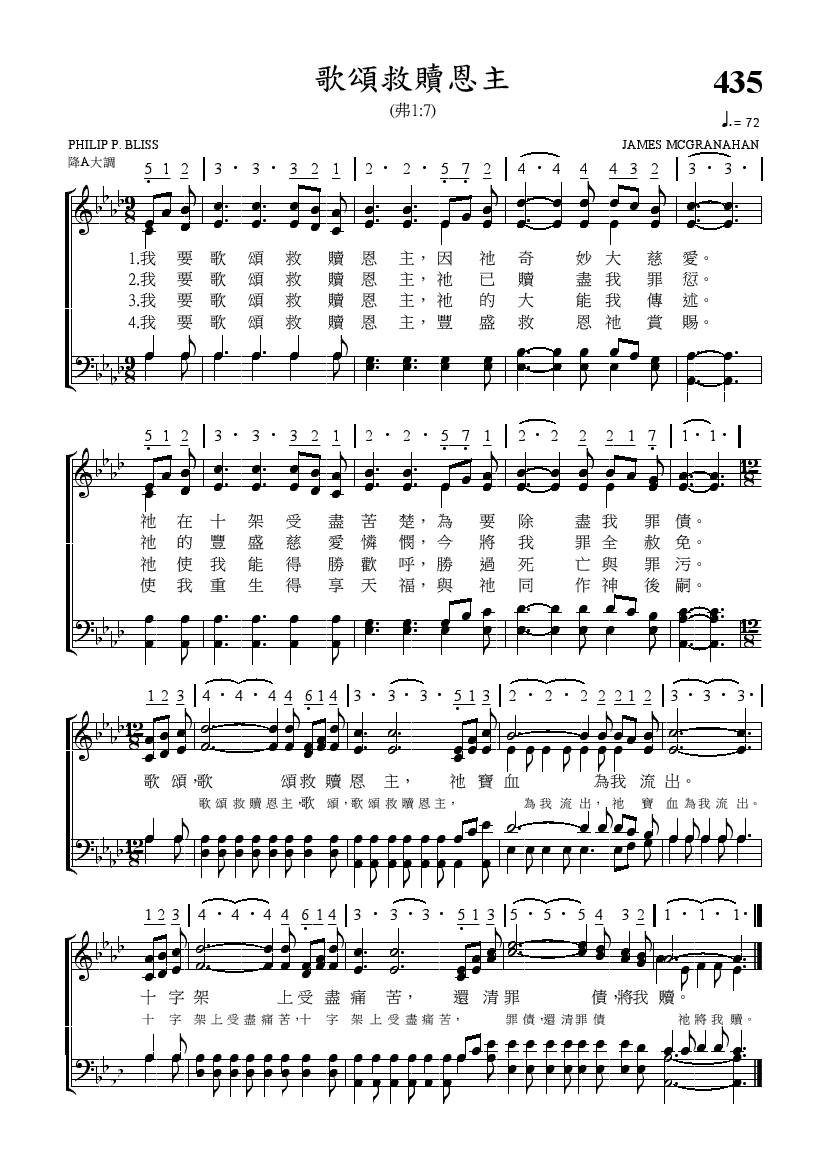 歌頌救贖恩主
435
(弗1:7)
♩. = 72
PHILIP P. BLISS
JAMES MCGRANAHAN
降A大調
5 1 2 | 3 · 3 · 3 2 1 | 2 · 2 · 5 7 2 | 4 · 4 4 3 2 | 3 · 3 ·
1.我要歌頌救贖恩主，因祂奇妙大慈愛。
2.我要歌頌救贖恩主，祂已贖盡我罪愆。
3.我要歌頌救贖恩主，祂的大能我傳述。
4.我要歌頌救贖恩主，豐盛救恩祂賞賜。
5 1 2 | 3 · 3 · 3 2 1 | 2 · 2 · 5 7 1 | 2 · 2 2 1 7 | 1 · 1 ·
祂在十架受盡苦楚，為要除盡我罪債。
祂的豐盛慈愛憐憫，今將我罪全赦免。
祂使我能得勝歡呼，勝過死亡與罪污。
使我重生得享天福，與祂同作神後嗣。
1 2 3 | 4 · 4 · 4 4 6 1 4 | 3 · 3 · 3 · 5 1 3 | 2 · 2 · 2 2 2 1 2 | 3 · 3 · 3 ·
歌頌，歌頌救贖恩主，祂寶血為我流出。
歌頌救贖恩主，歌頌，歌頌救贖恩主，為我流出，祂寶血為我流出。
1 2 3 | 4 · 4 · 4 4 6 1 4 | 3 · 3 · 3 · 5 1 3 | 5 · 5 · 5 4 3 2 | 1 · 1 · 1 ·
十字架上受盡痛苦，還清罪債，將我贖。
十字架上受盡痛苦，十字架上受盡痛苦，罪債，還清罪債祂將我贖。